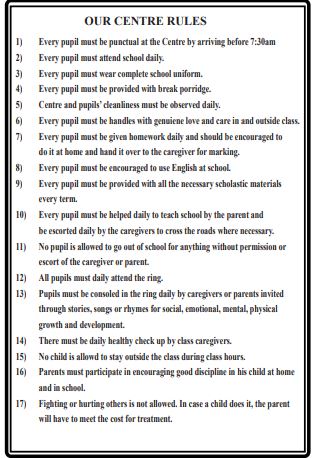 OUR CENTRE RULES
1) Every pupil must be punctual at the Centre by arriving before 7:30am
2) Every pupil must attend school daily.
3) Every pupil must wear complete school uniform.
4) Every pupil must be provided with break porridge.
5) Centre and pupils' cleanliness must be observed daily.
6) Every pupil must be handles with genuiene love and care in and outside class.
7) Every pupil must be given homework daily and should be encouraged to
do it at home and hand it over to the caregiver for marking.
8) Every pupil must be encouraged to use English at school.
9) Every pupil must be provided with all the necessary scholastic materials
every term.
10) Every pupil must be helped daily to teach school by the parent and
be escorted daily by the caregivers to cross the roads where necessary.
11) No pupil is allowed to go out of school for anything without permission or
escort of the caregiver or parent.
12) All pupils must daily attend the ring.
13) Pupils must be consoled in the ring daily by caregivers or parents invited
through stories, songs or rhymes for social, emotional, mental, physical
growth and development.
14) There must be daily healthy check up by class caregivers.
15) No child is allowd to stay outside the class during class hours.
16) Parents must participate in encouraging good discipline in his child at home
and in school.
17) Fighting or hurting others is not allowed. In case a child does it, the parent
will have to meet the cost for treatment.